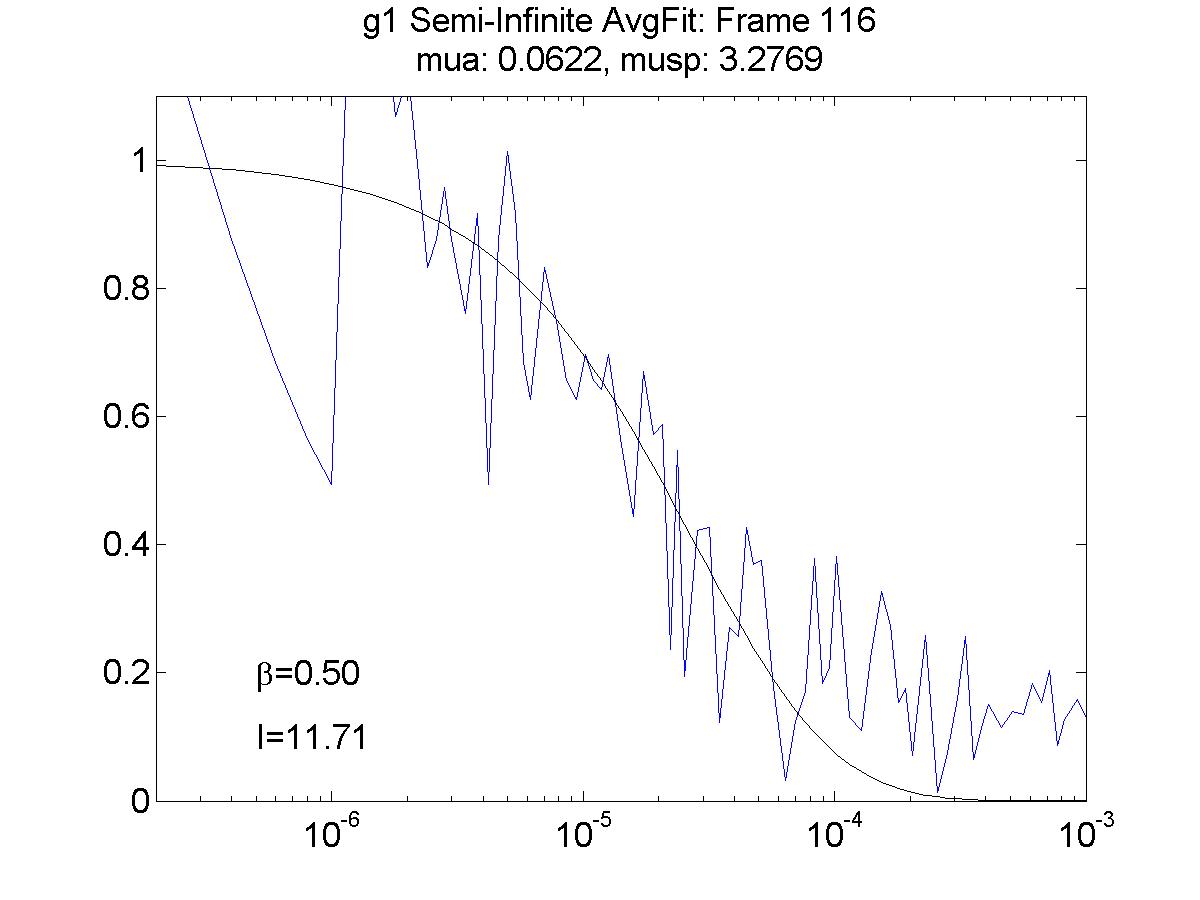 g1 Semi-Infinite AvgFit: Frame 116
mua: 0.0622, musp: 3.2769
1
0.8
0.6
0.4
0.2
0
β=0.50
I=11.71
10^-6
10^-5
10^-4
10^-3